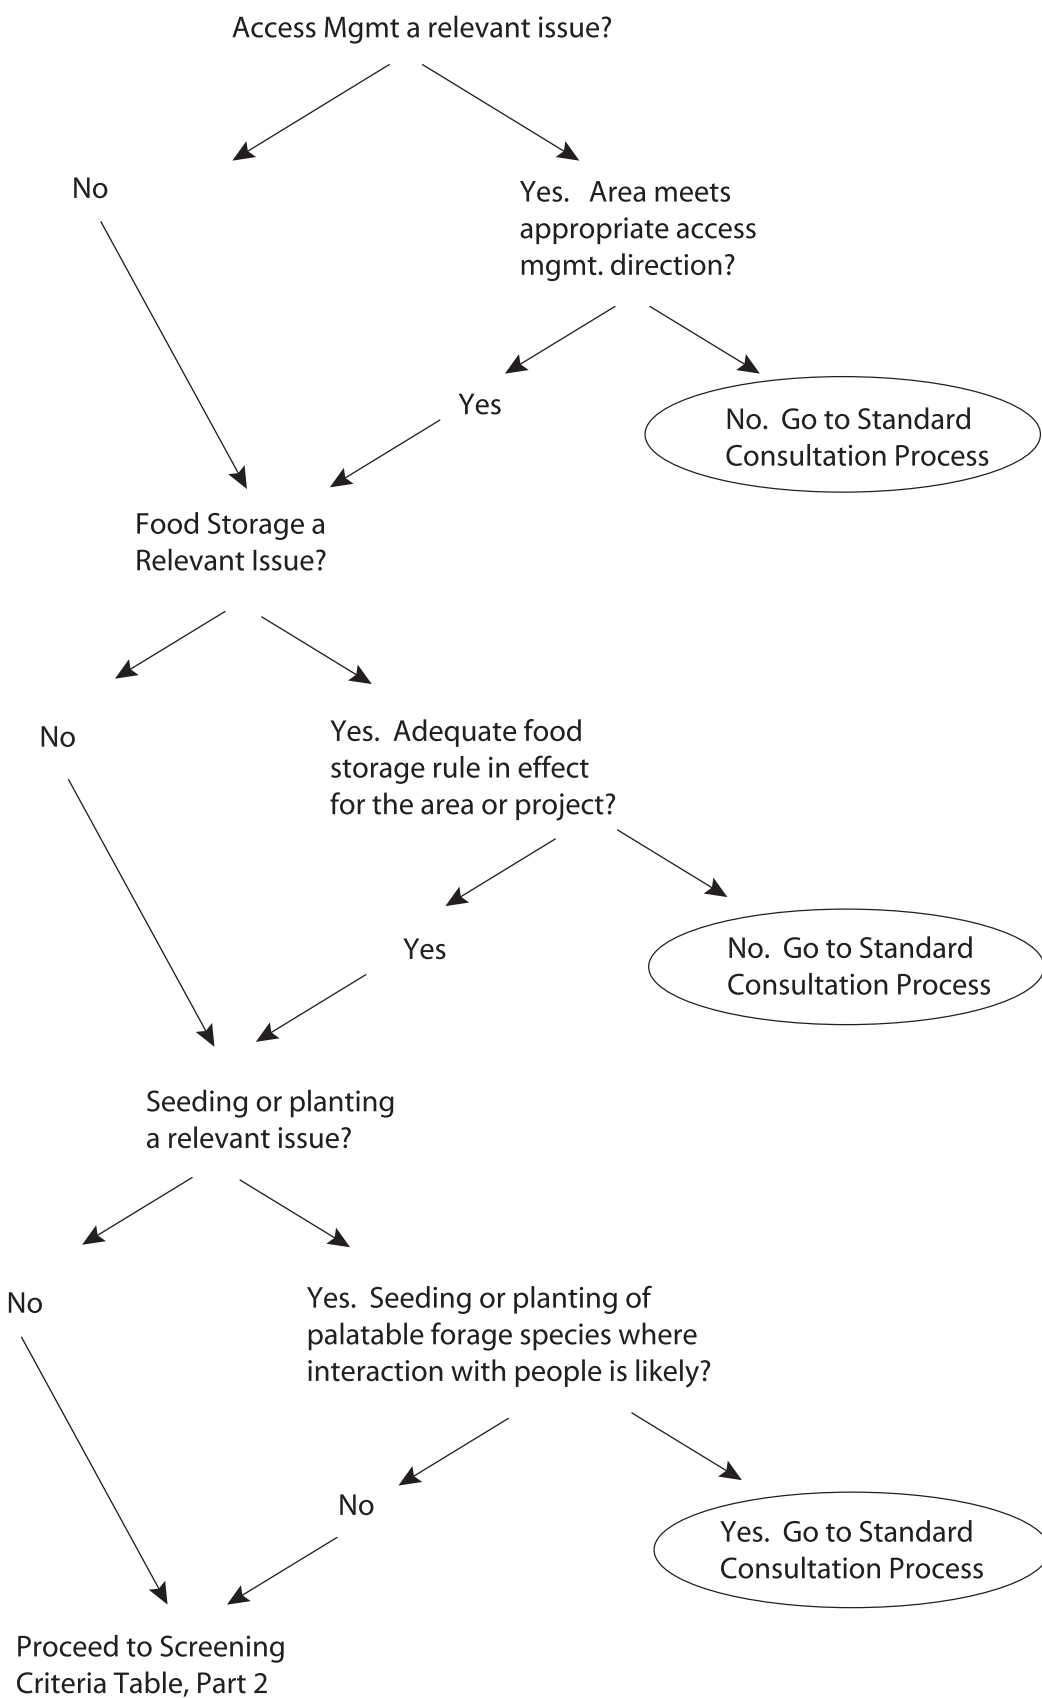 Access Mgmt a relevant issue?
No
Yes.   Area meets
appropriate access
mgmt. direction?
Yes
No.  Go to Standard
Consultation Process
Food Storage a
Relevant Issue?
No
Yes.  Adequate food
storage rule in effect
for the area or project?
Yes
No.  Go to Standard
Consultation Process
Seeding or planting
a relevant issue?
No
Yes.  Seeding or planting of
palatable forage species where
interaction with people is likely?
No
Yes.  Go to Standard
Consultation Process
Proceed to Screening
Criteria Table, Part 2